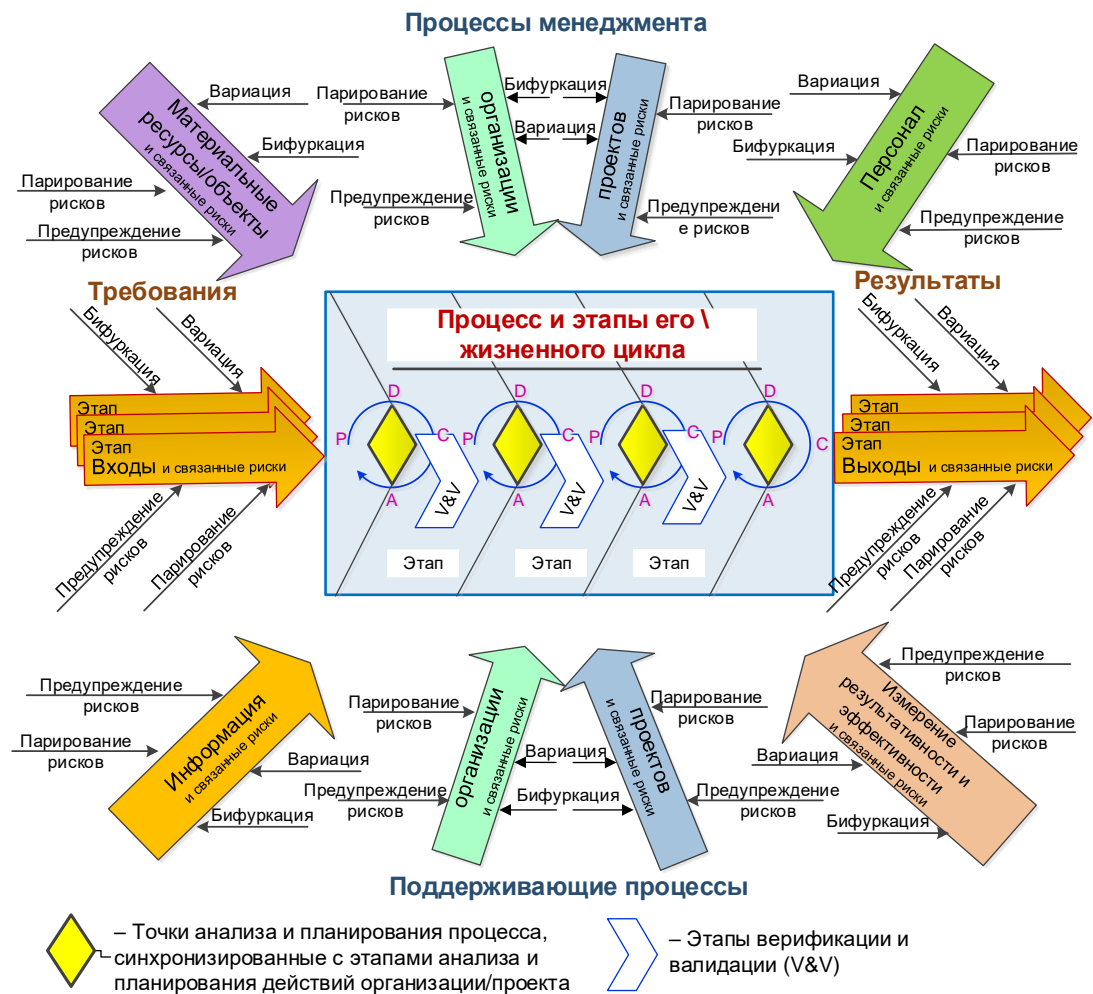 Процессы менеджмента
Вариация
Бифуркация
Парирование
рисков
Предупреждение
рисков
Материальные
ресурсы/объекты
и связанные риски
Парирование
рисков
Предупреждение
рисков
организации
и связанные риски
Бифуркация
Вариация
проектов
и связанные риски
Парирование
рисков
Предупреждени
е рисков
Вариация
Бифуркация
Персонал
и связанные риски
Парирование
рисков
Предупреждение
рисков
Требования
Бифуркация
Вариация
Этап
Этап
Этап
Входы и связанные риски
Предупреждение
рисков
Парирование
рисков
Процесс и этапы его \
жизненного цикла
D
D
D
D
P
C
P
C
P
C
P
C
A
A
A
A
V&V
V&V
V&V
Этап
Этап
Этап
Результаты
Бифуркация
Вариация
Этап
Этап
Этап
Выходы и связанные риски
Предупреждение
рисков
Парирование
рисков
Предупреждение
рисков
Парирование
рисков
Информация
и связанные риски
Вариация
Бифуркация
Парирование
рисков
Предупреждение
рисков
организации
и связанные риски
Вариация
Бифуркация
проектов
и связанные риски
Парирование
рисков
Предупреждение
рисков
Предупреждение
рисков
Парирование
рисков
Измерение
результативности и
эффективности
и связанные риски
Вариация
Бифуркация
Поддерживающие процессы
– Точки анализа и планирования процесса,
синхронизированные с этапами анализа и
планирования действий организации/проекта
– Этапы верификации и
валидации (V&V)